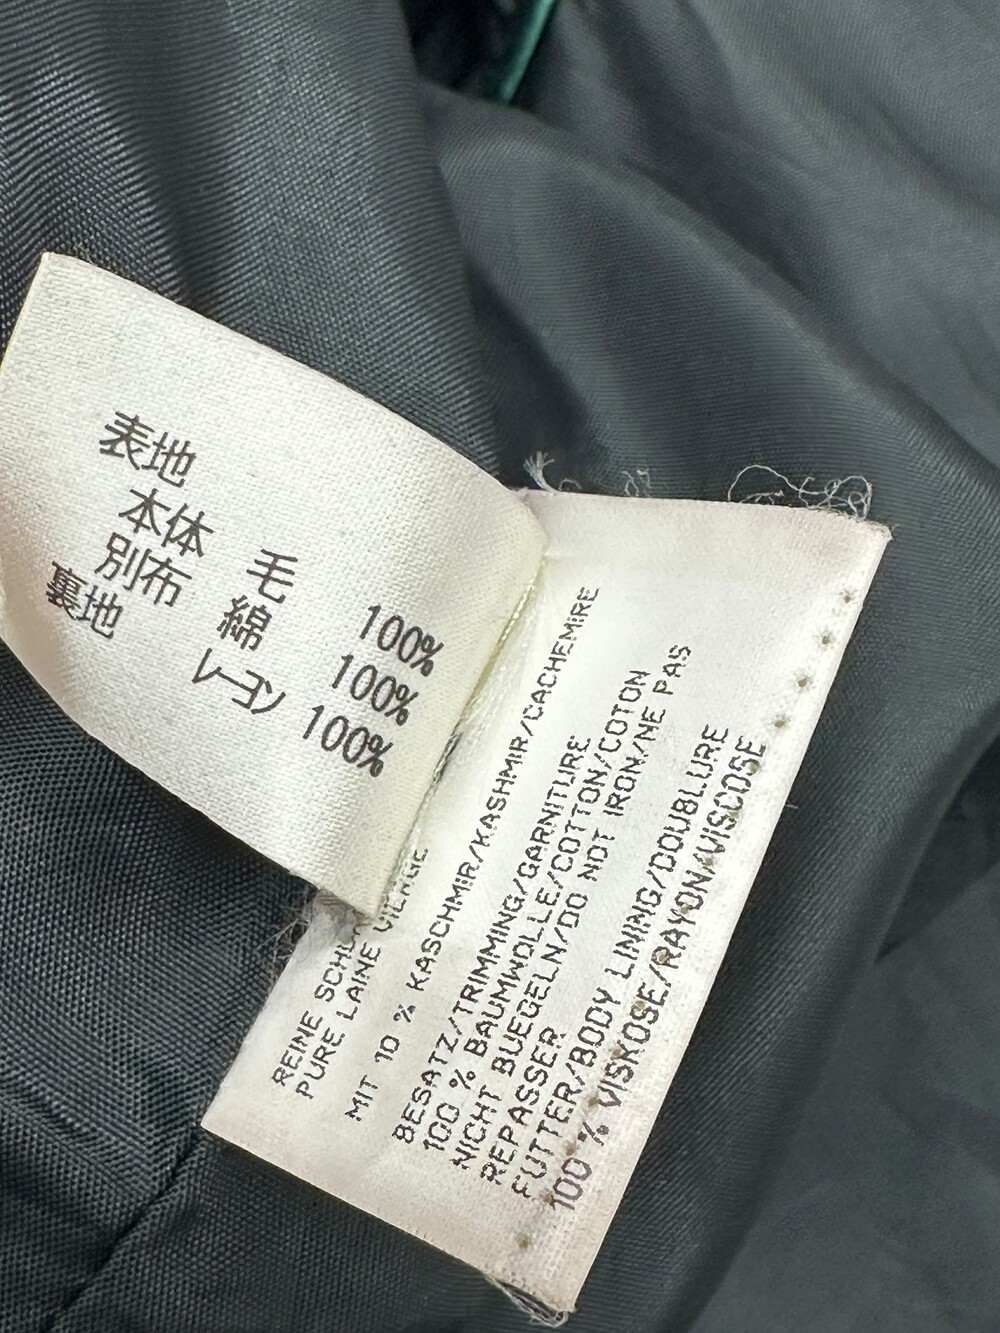 表地
本体 毛 100%
別布 綿 100%
裏地 レーヨン 100%
REINE
PURE LAINE VIERGE
MIT 10 % KASCHMIR/KASHMIR/CACHEMIRE
BESATZ/TRIMMING/GARNITURE
100 % BAUMWOLLE/COTTON/COTON
NICHT BUEGELN/DO NOT IRON/NE PAS
REPASSER
FUTTER/BODY LINING/DOUBLURE
100 % VISKOSE/RAYON/VISCOSE